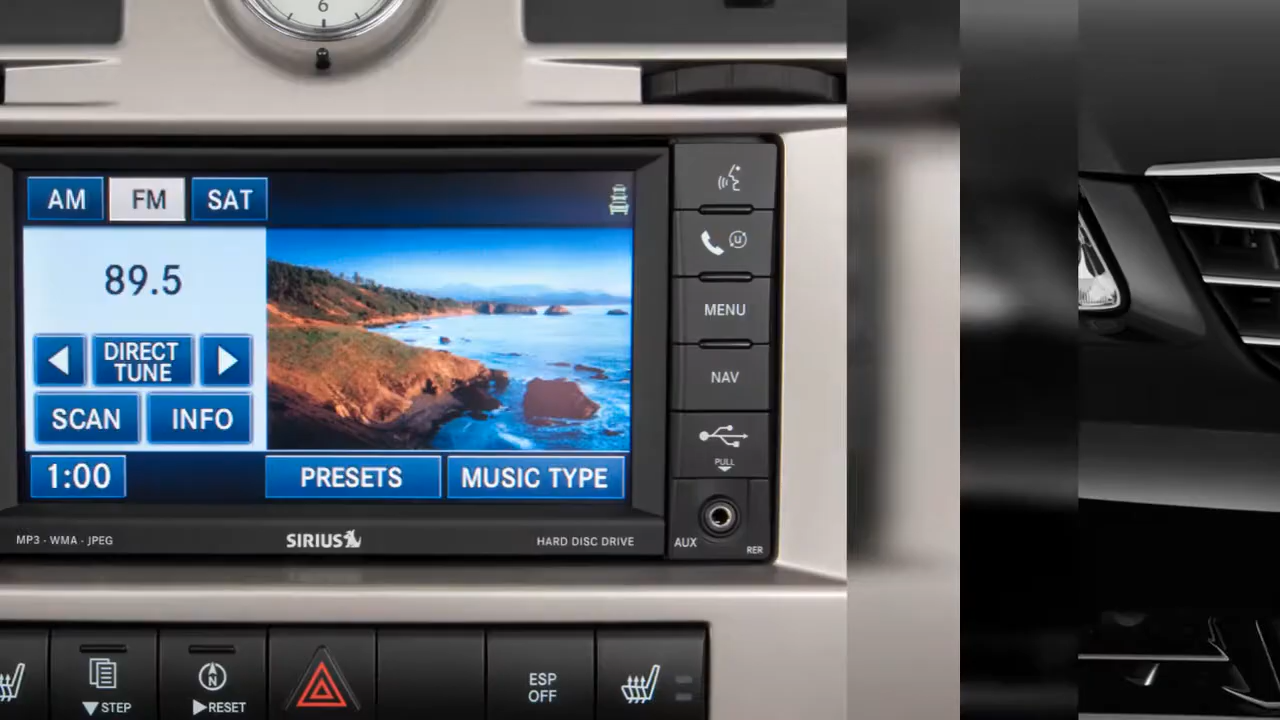 6
AM FM SAT
89.5
DIRECT
TUNE
SCAN INFO
1:00 PRESETS MUSIC TYPE
MENU
NAV
PULL
AUX
RER
MP3 - WMA - JPEG SIRIUS HARD DISC DRIVE
N
STEP RESET
ESP
OFF